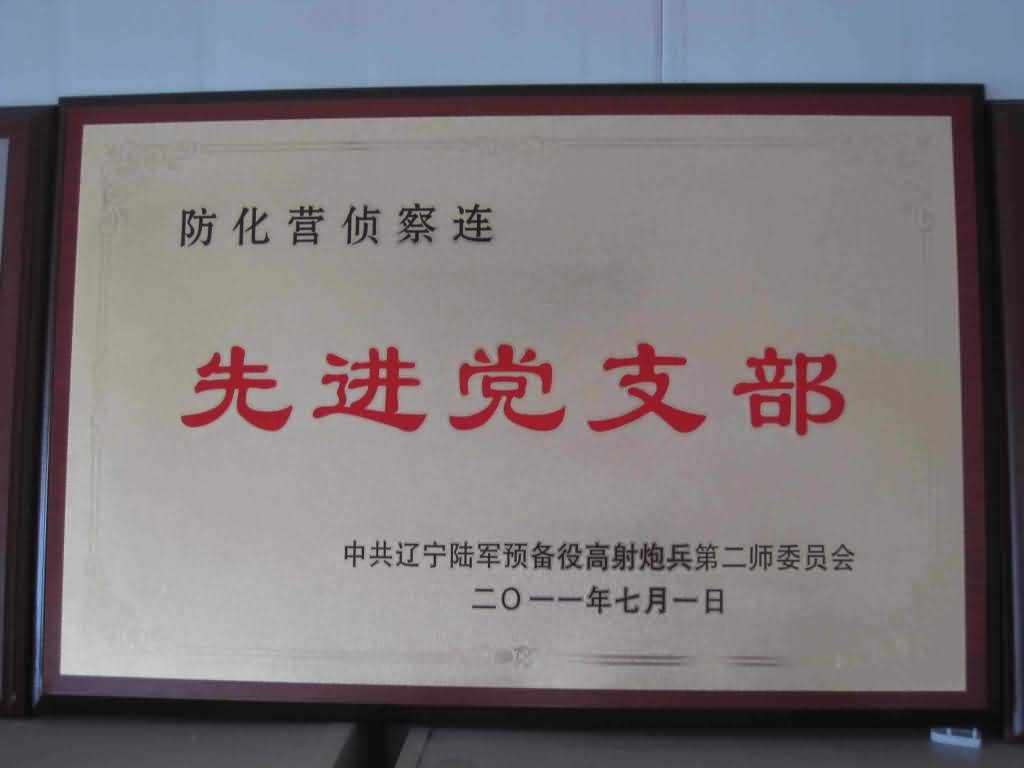 防化营侦察连
先进党支部
中共辽宁陆军预备役高射炮兵第二师委员会
二〇一一年七月一日